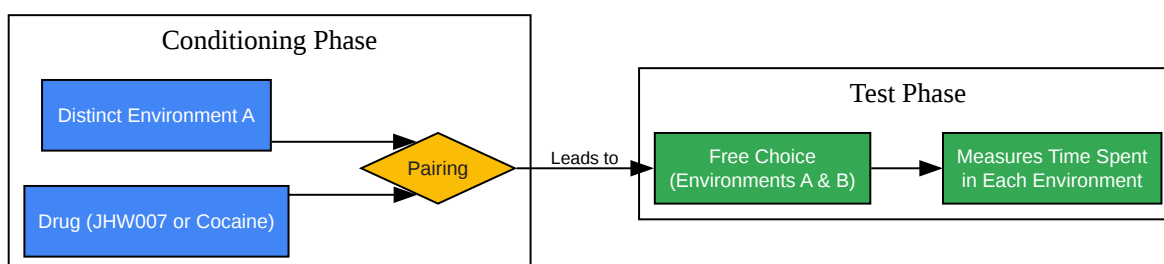 Conditioning Phase
Distinct Environment A
Drug (JHW007 or Cocaine)
Pairing
Leads to
Test Phase
Free Choice
(Environments A & B)
Measures Time Spent
in Each Environment